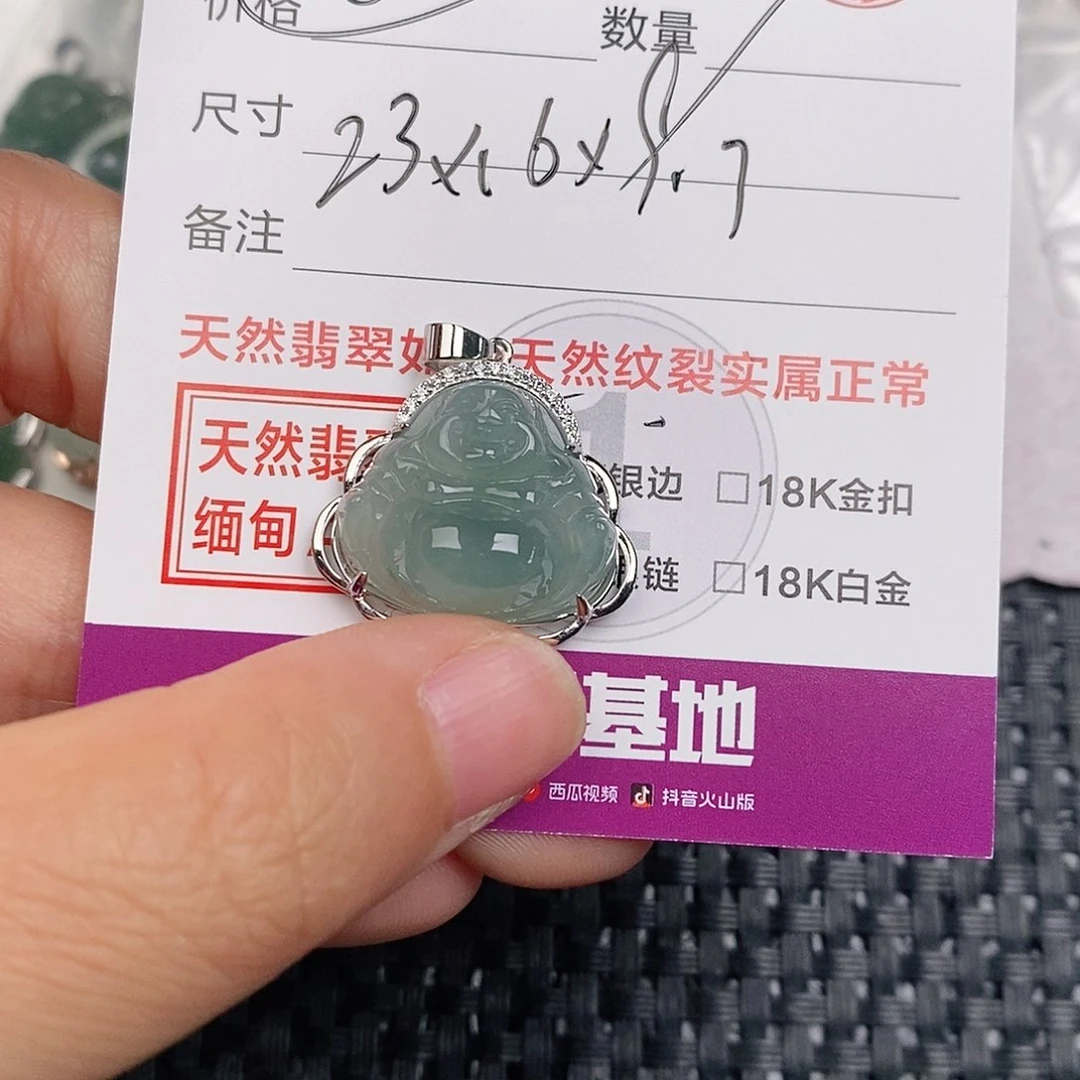 价格 数量
尺寸 23x16x8.7
备注
天然翡翠如 天然纹裂实属正常
天然翡 银边 □18K金扣
缅甸 链 □18K白金
基地
西瓜视频 抖音火山版